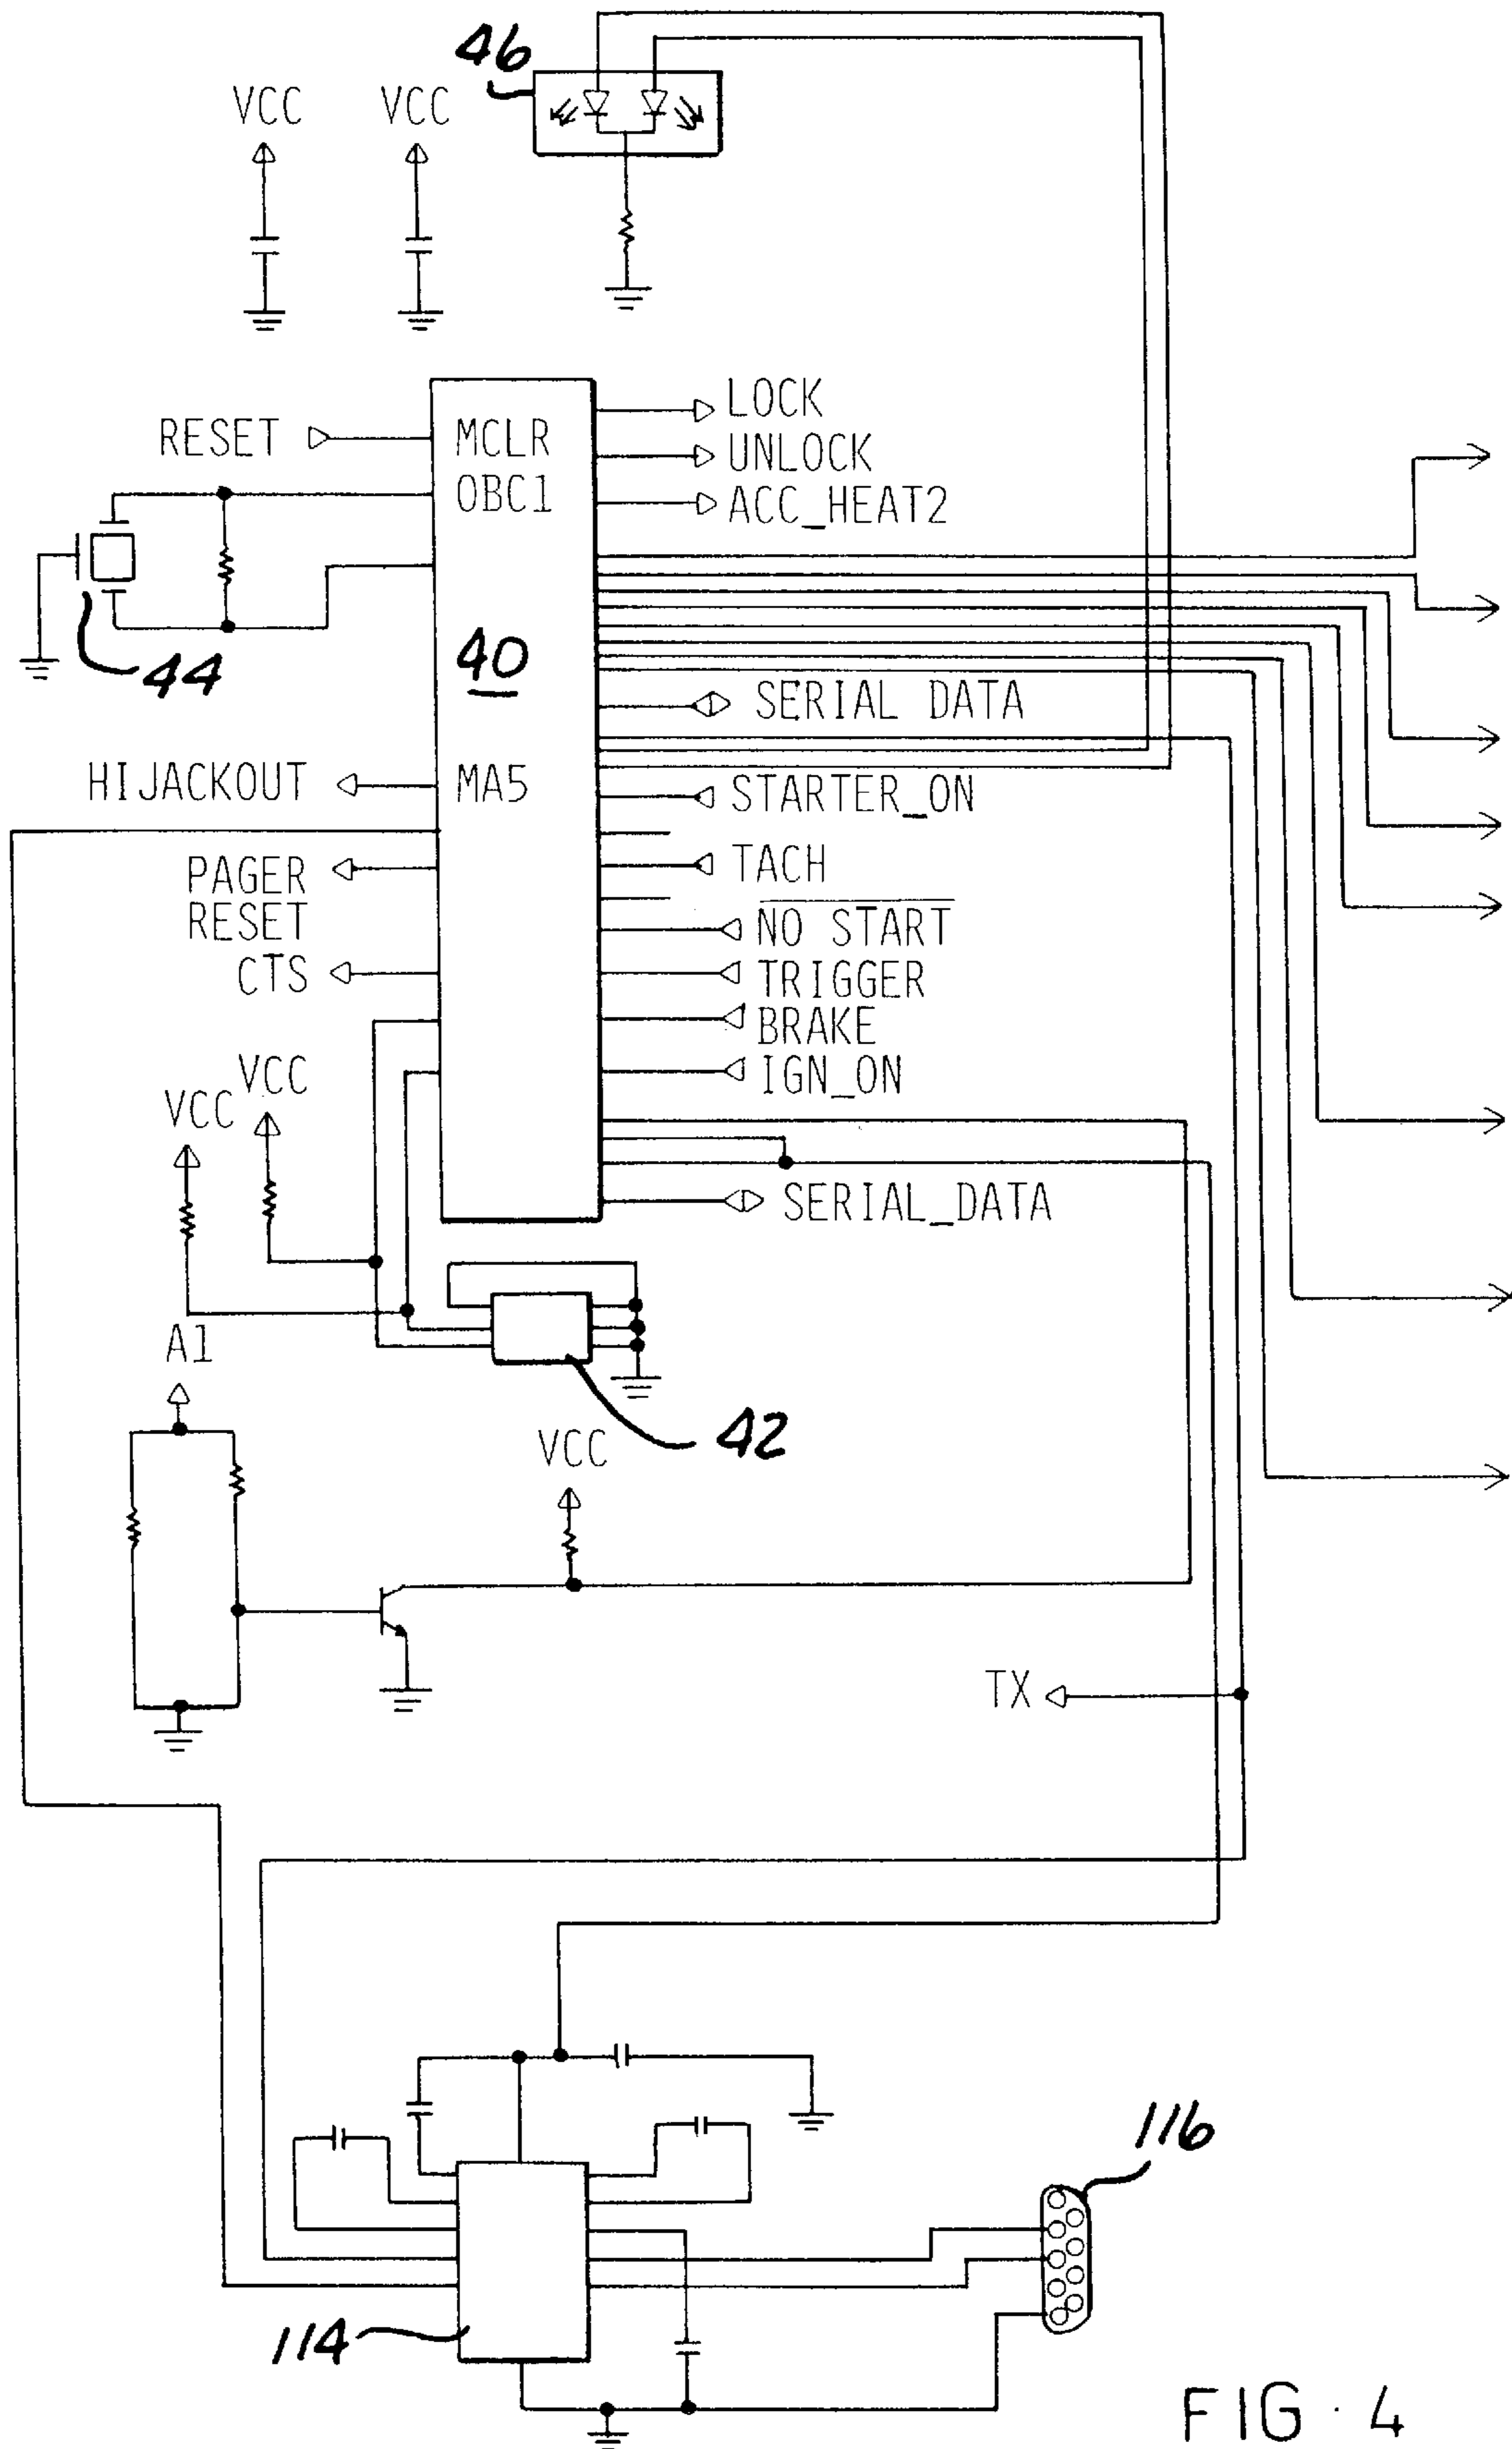 46
VCC VCC
LOCK
RESET MCLR
UNLOCK
OBC1
ACC_HEAT2
40
44
SERIAL DATA
HIJACKOUT MA5
STARTER_ON
PAGER
RESET
TACH
NO START
CTS
TRIGGER
BRAKE
VCC
IGN_ON
VCC
SERIAL_DATA
A1
42
VCC
TX
116
114
FIG. 4